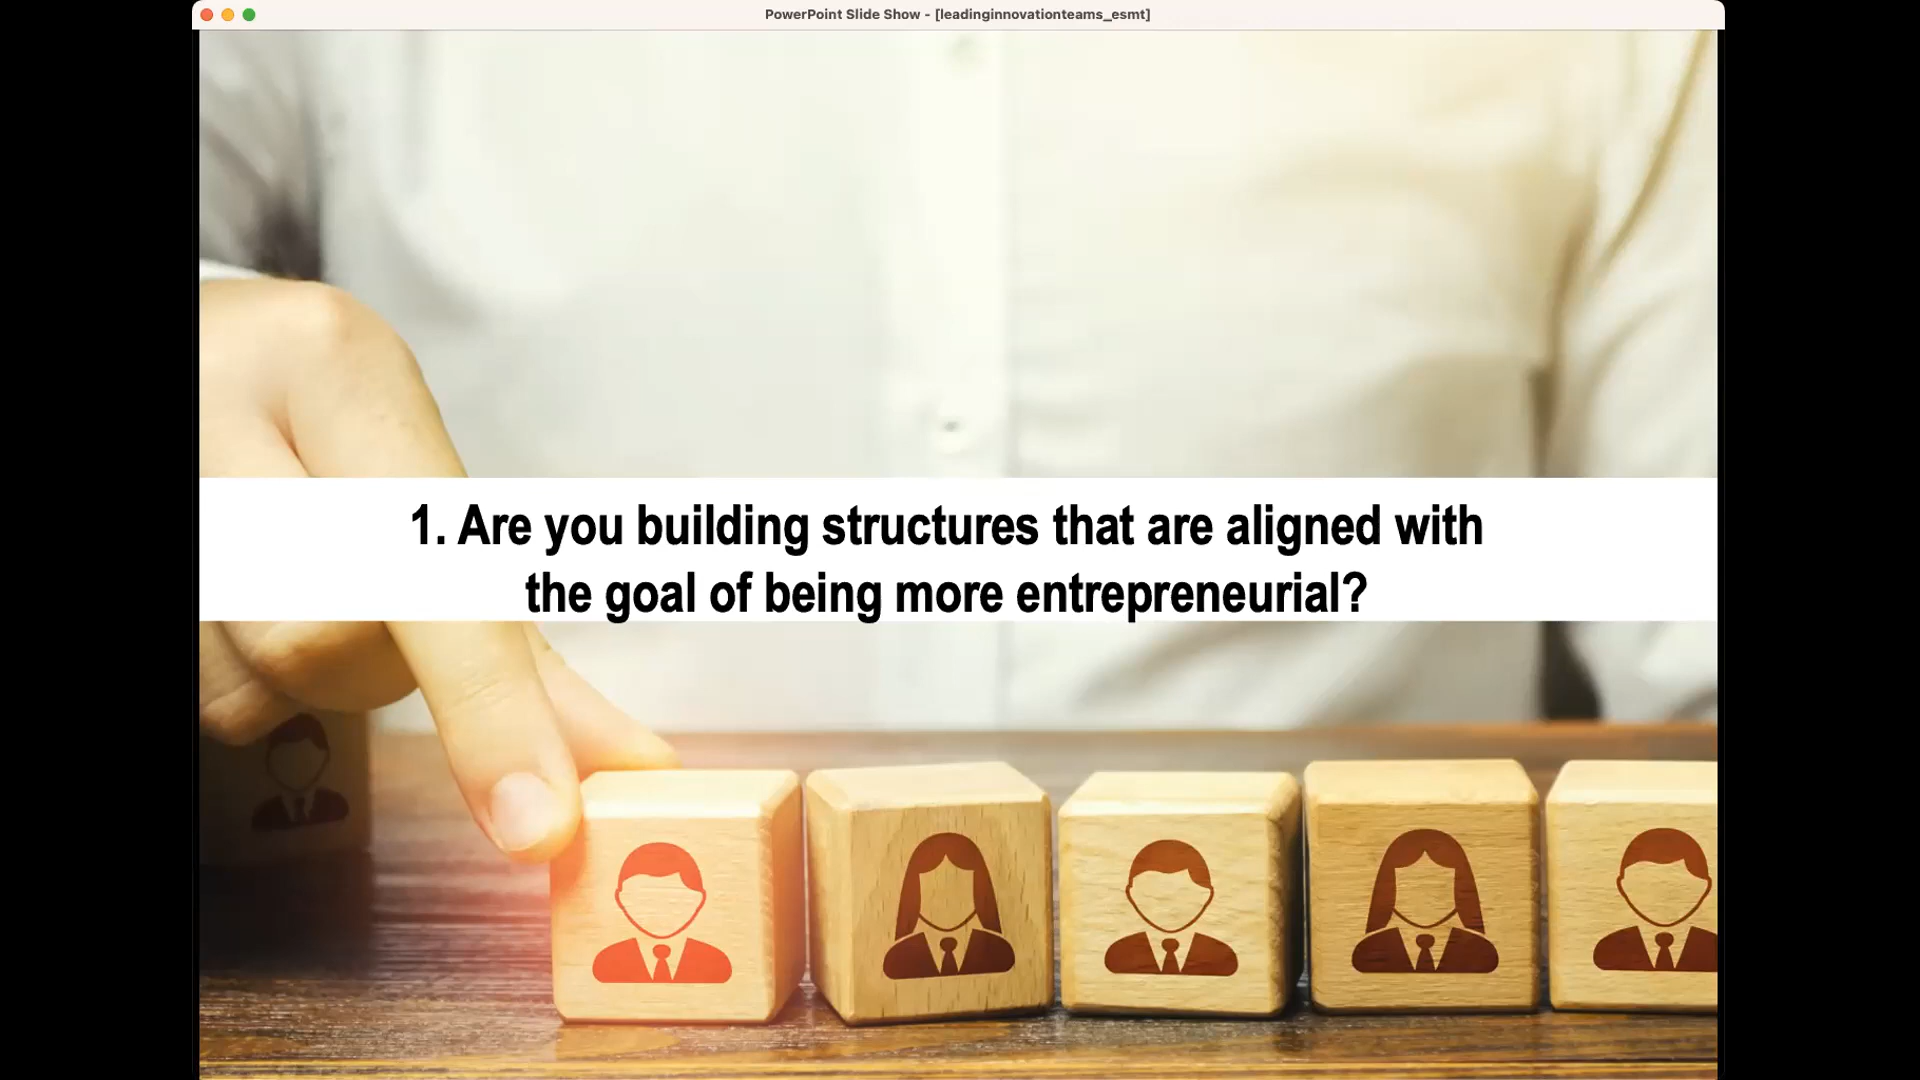 PowerPoint Slide Show - [leadinginnovationteams_esmt]
1. Are you building structures that are aligned with
the goal of being more entrepreneurial?